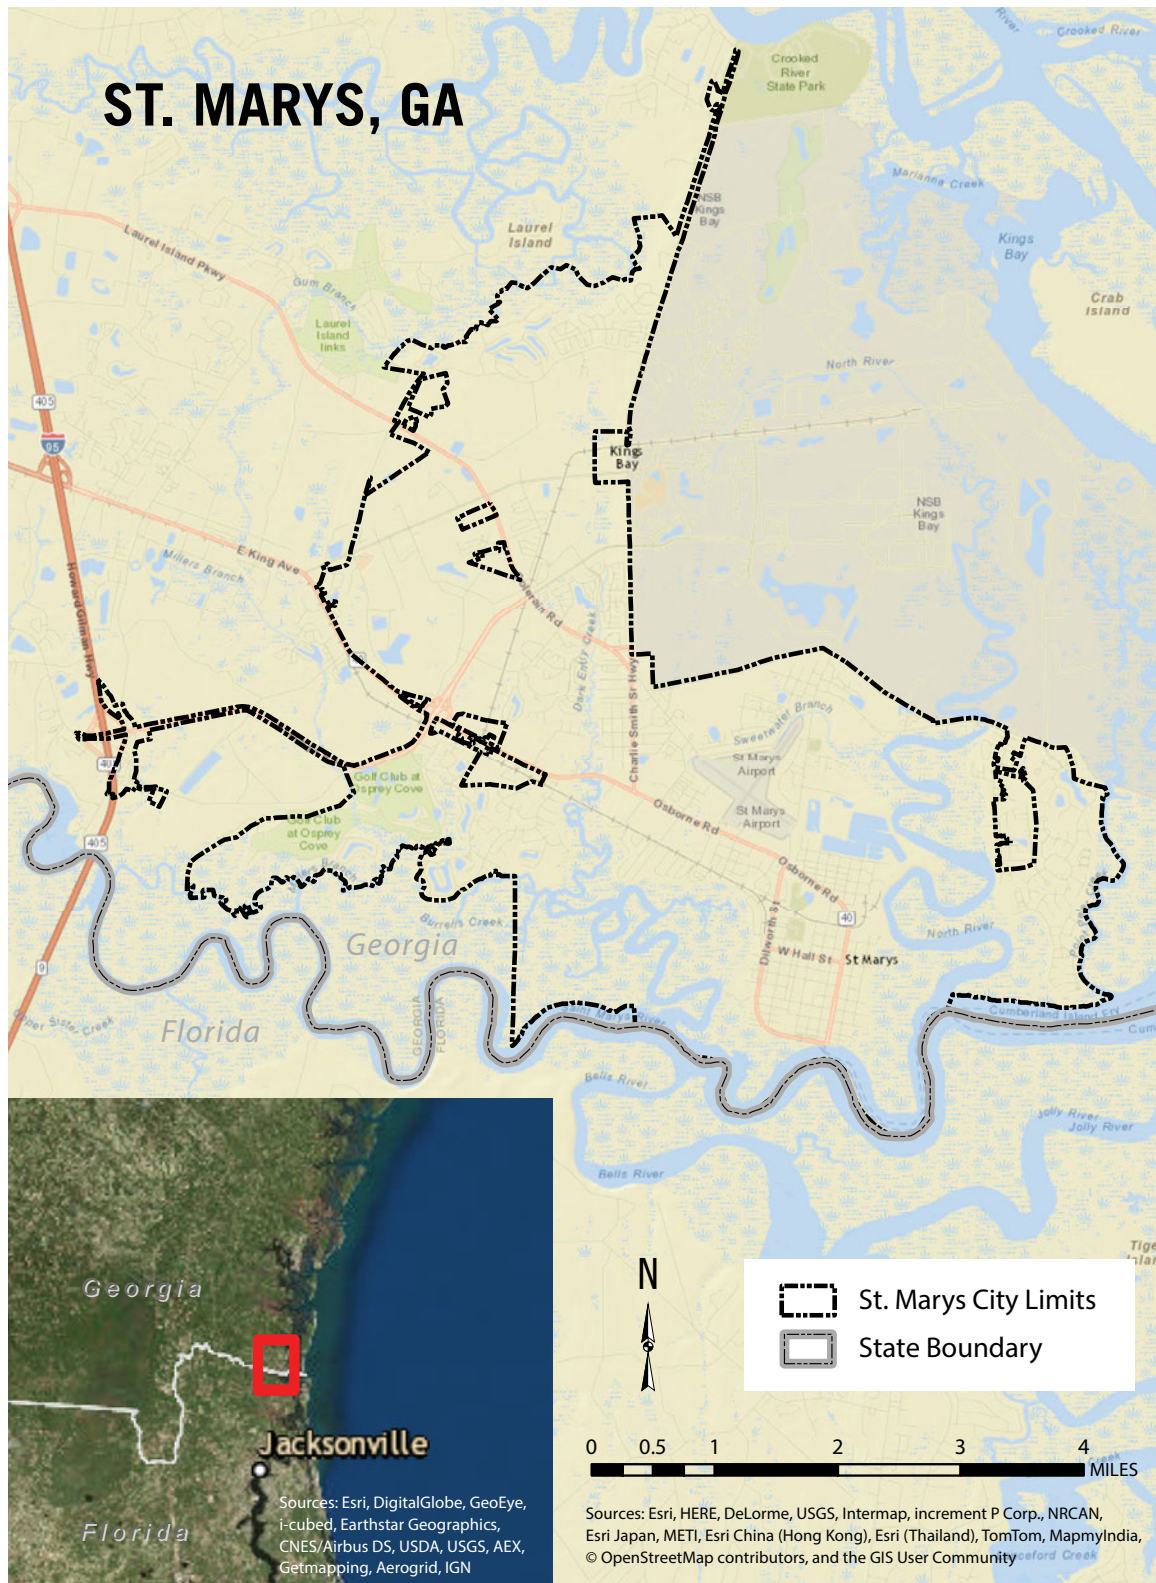 ST. MARYS, GA
River
Crooked River
Crooked
River
State Park
Marianna Creek
NSB
Kings
Bay
Kings
Bay
Laurel
Island
Laurel Island Pkwy
Gum Branch
Crab
Island
Laurel
Island
links
North River
405
95
Kings
Bay
NSB
Kings
Bay
E King Ave
Millers Branch
Howard Gilman Hwy
Dark Entry Creek
Charlie Smith Sr Hwy
Sweetwater Branch
St Marys
Airport
Golf Club at
Osprey Cove
St Marys
Airport
Osborne Rd
Golf Club
at Osprey
Cove
405
Branch
Osborne Rd
Burrells Creek
Dilworth St
40
North River
Georgia
W Hall St
St Marys
9
GEORGIA
FLORIDA
Florida
Cumberland Island Fry
Bells River
Jolly River
Jolly River
Bells River
N
St. Marys City Limits
State Boundary
Georgia
Jacksonville
Florida
0 0.5 1 2 3 4
MILES
Sources: Esri, DigitalGlobe, GeoEye,
i-cubed, Earthstar Geographics,
CNES/Airbus DS, USDA, USGS, AEX,
Getmapping, Aerogrid, IGN
Sources: Esri, HERE, DeLorme, USGS, Intermap, increment P Corp., NRCAN,
Esri Japan, METI, Esri China (Hong Kong), Esri (Thailand), TomTom, MapmyIndia,
© OpenStreetMap contributors, and the GIS User Community